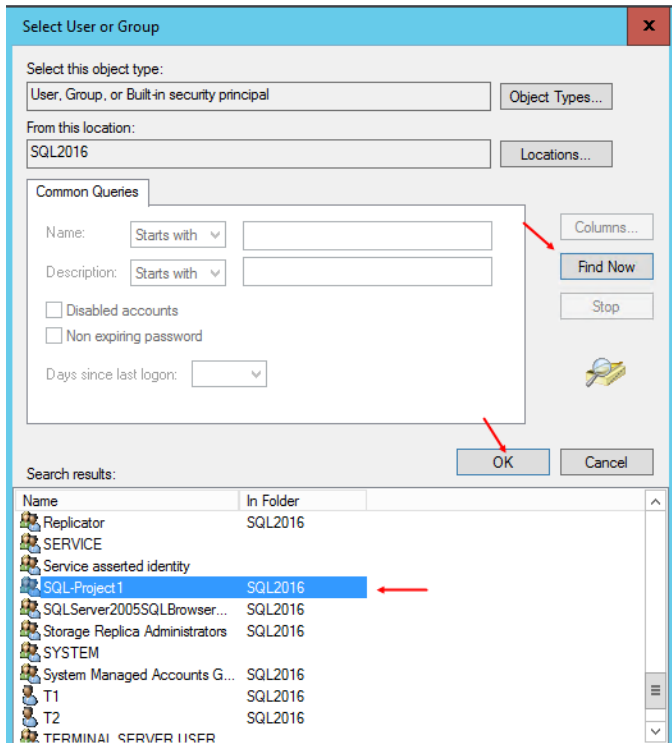 Select User or Group
x
Select this object type:
User, Group, or Built-in security principal
Object Types...
From this location:
SQL2016
Locations...
Common Queries
Name: Starts with
Columns...
Description: Starts with
Find Now
Disabled accounts
Stop
Non expiring password
Days since last logon:
OK Cancel
Search results:
Name In Folder
Replicator SQL2016
SERVICE
Service asserted identity
SQL-Project1 SQL2016
SQLServer2005SQLBrowser... SQL2016
Storage Replica Administrators SQL2016
SYSTEM
System Managed Accounts G... SQL2016
T1 SQL2016
T2 SQL2016
TERMINAL SERVER USER